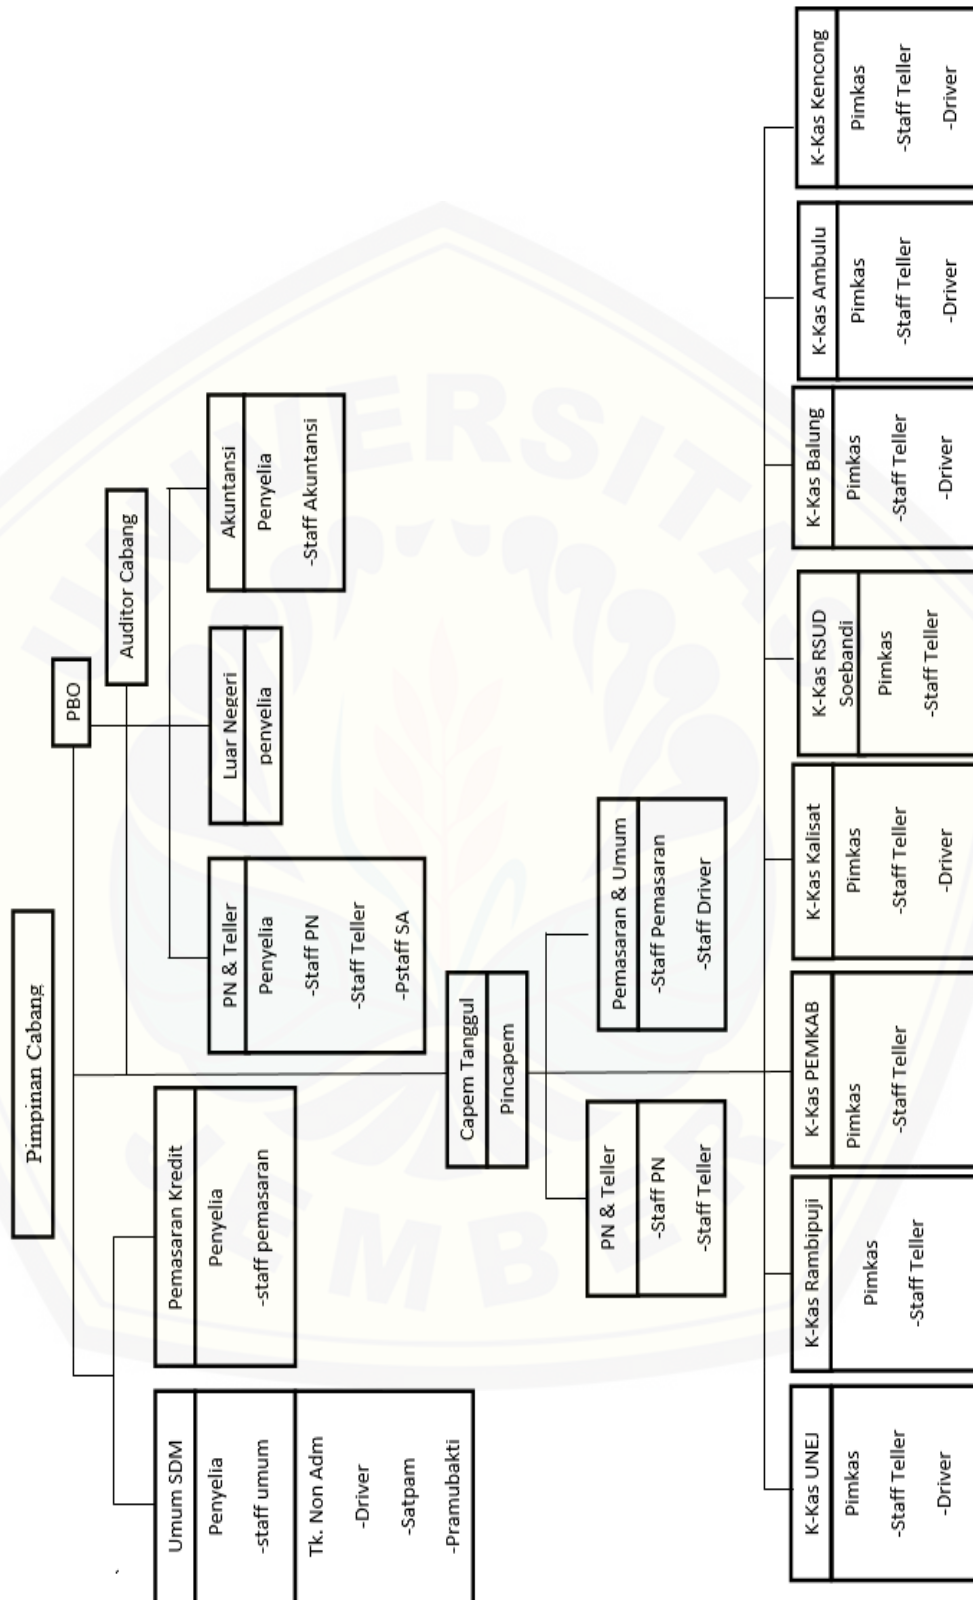 Pimpinan Cabang
PBO
Auditor Cabang
Umum SDM
Penyelia
-staff umum
Tk. Non Adm
-Driver
-Satpam
-Pramubakti
Pemasaran Kredit
Penyelia
-staff pemasaran
PN & Teller
Penyelia
-Staff PN
-Staff Teller
-Pstaff SA
Luar Negeri
penyelia
Akuntansi
Penyelia
-Staff Akuntansi
Capem Tanggul
Pincapem
PN & Teller
-Staff PN
-Staff Teller
Pemasaran & Umum
-Staff Pemasaran
-Staff Driver
K-Kas UNEJ
Pimkas
-Staff Teller
-Driver
K-Kas Rambipuji
Pimkas
-Staff Teller
K-Kas PEMKAB
Pimkas
-Staff Teller
K-Kas Kalisat
Pimkas
-Staff Teller
-Driver
K-Kas RSUD
Soebandi
Pimkas
-Staff Teller
K-Kas Balung
Pimkas
-Staff Teller
-Driver
K-Kas Ambulu
Pimkas
-Staff Teller
-Driver
K-Kas Kencong
Pimkas
-Staff Teller
-Driver
UNIVERSITAS
JEMBER